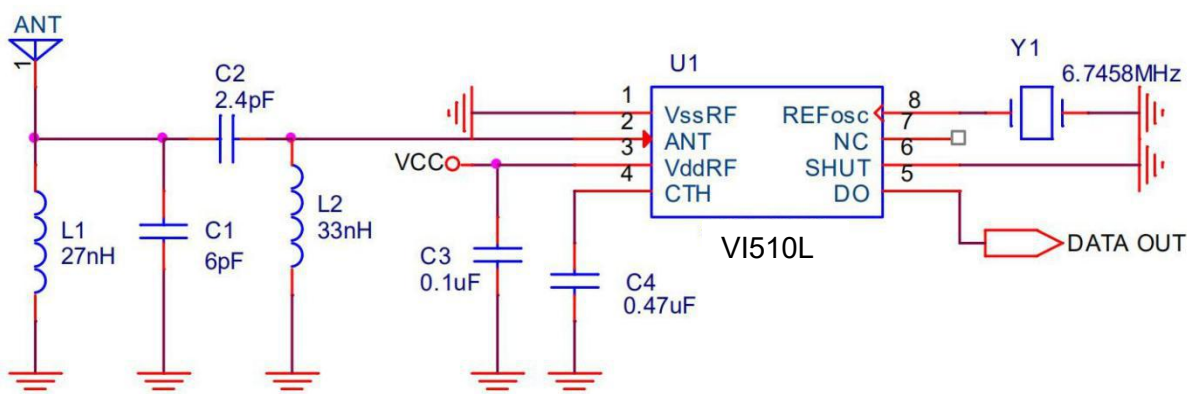 ANT
1
C2
2.4pF
L1
27nH
C1
6pF
L2
33nH
VCC
C3
0.1uF
C4
0.47uF
U1
1
2
3
4
VssRF
ANT
VddRF
CTH
REFosc
NC
SHUT
DO
8
7
6
5
VI510L
Y1
6.7458MHz
DATA OUT